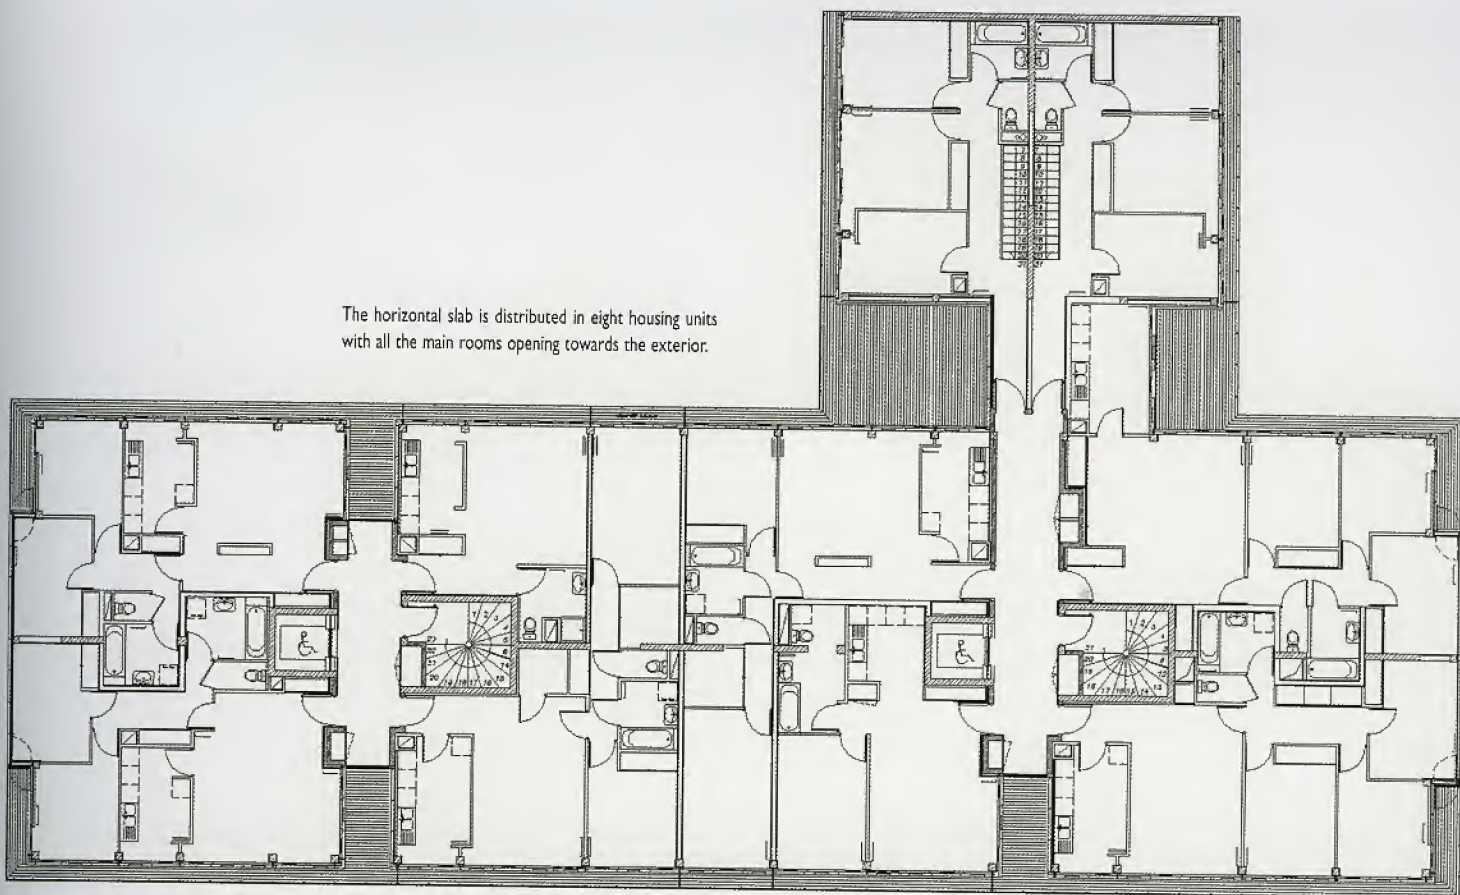 The horizontal slab is distributed in eight housing units
with all the main rooms opening towards the exterior.